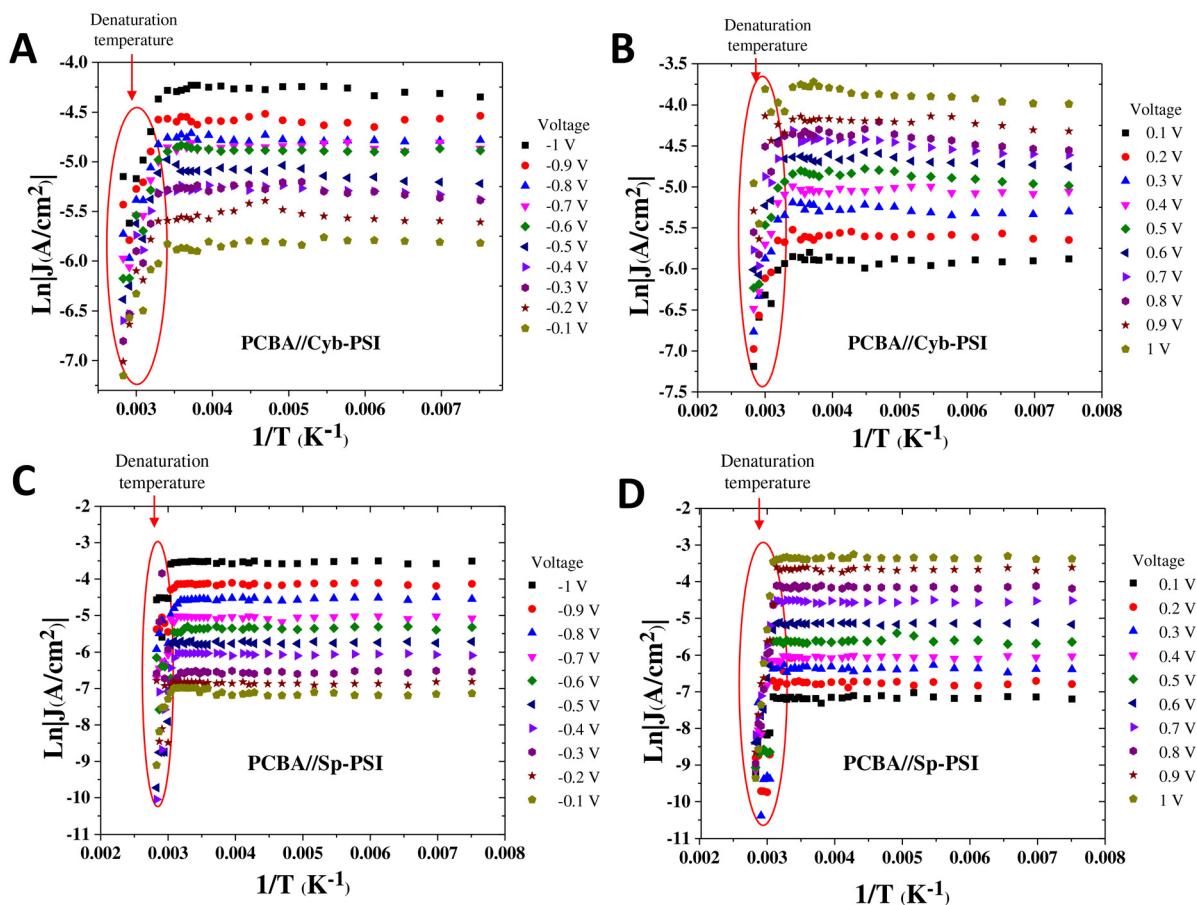 A
Denaturation
temperature
Ln|J(A/cm²)|
-4.0
-4.5
-5.0
-5.5
-6.0
-6.5
-7.0
0.003
0.004
0.005
0.006
0.007
1/T (K⁻¹)
PCBA//Cyb-PSI
Voltage
-1 V
-0.9 V
-0.8 V
-0.7 V
-0.6 V
-0.5 V
-0.4 V
-0.3 V
-0.2 V
-0.1 V
B
Denaturation
temperature
Ln|J(A/cm²)|
-3.5
-4.0
-4.5
-5.0
-5.5
-6.0
-6.5
-7.0
-7.5
0.002
0.003
0.004
0.005
0.006
0.007
0.008
1/T (K⁻¹)
PCBA//Cyb-PSI
Voltage
0.1 V
0.2 V
0.3 V
0.4 V
0.5 V
0.6 V
0.7 V
0.8 V
0.9 V
1 V
C
Denaturation
temperature
Ln|J(A/cm²)|
-2
-3
-4
-5
-6
-7
-8
-9
-10
-11
0.002
0.003
0.004
0.005
0.006
0.007
0.008
1/T (K⁻¹)
PCBA//Sp-PSI
Voltage
-1 V
-0.9 V
-0.8 V
-0.7 V
-0.6 V
-0.5 V
-0.4 V
-0.3 V
-0.2 V
-0.1 V
D
Denaturation
temperature
Ln|J(A/cm²)|
-2
-3
-4
-5
-6
-7
-8
-9
-10
-11
0.002
0.003
0.004
0.005
0.006
0.007
0.008
1/T (K⁻¹)
PCBA//Sp-PSI
Voltage
0.1 V
0.2 V
0.3 V
0.4 V
0.5 V
0.6 V
0.7 V
0.8 V
0.9 V
1 V